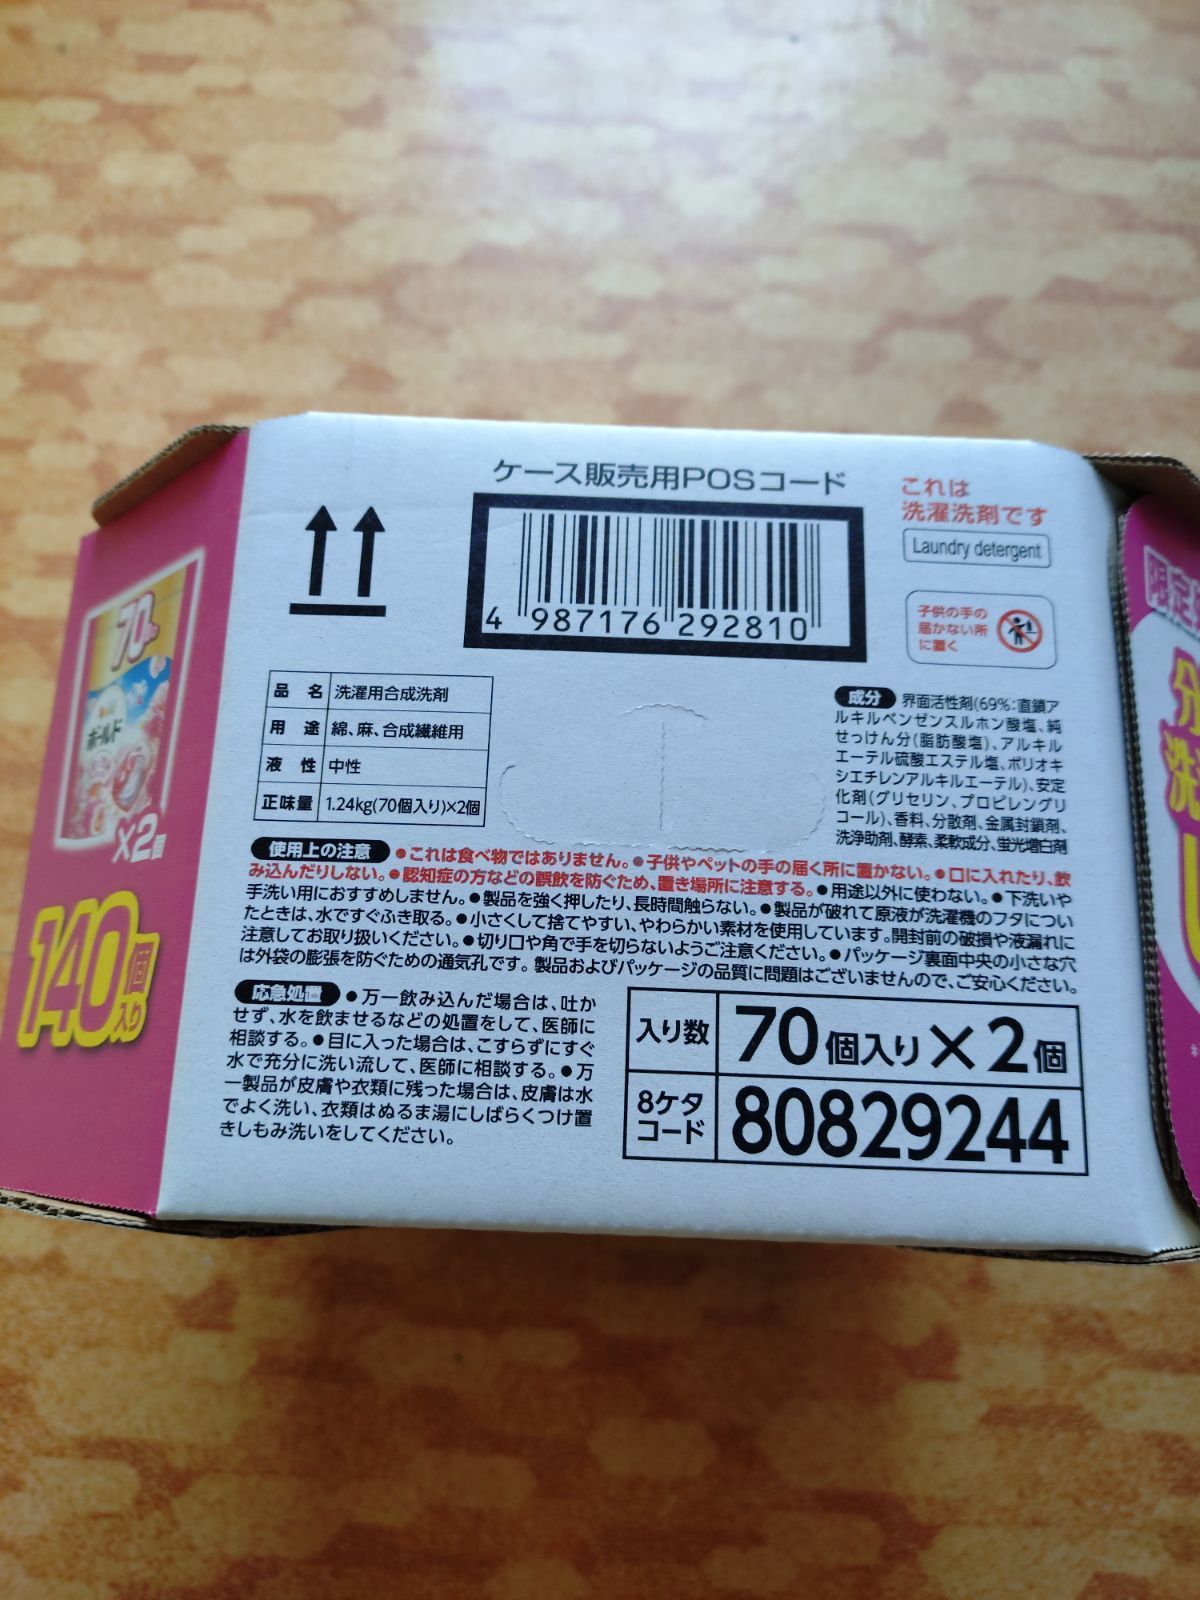 ケース販売用POSコード
4 987176 292810
これは
洗濯洗剤です
Laundry detergent
子供の手の
届かない所
に置く
品 名 洗濯用合成洗剤
用 途 綿、麻、合成繊維用
液 性 中性
正味量 1.24kg(70個入り)×2個
成分 界面活性剤(69%:直鎖ア
ルキルベンゼンスルホン酸塩、純
せっけん分(脂肪酸塩)、アルキル
エーテル硫酸エステル塩、ポリオキ
シエチレンアルキルエーテル)、安定
化剤(グリセリン、プロピレングリ
コール)、香料、分散剤、金属封鎖剤、
洗浄助剤、酵素、柔軟成分、蛍光増白剤
使用上の注意 ●これは食べ物ではありません。●子供やペットの手の届く所に置かない。●口に入れたり、飲
み込んだりしない。●認知症の方などの誤飲を防ぐため、置き場所に注意する。●用途以外に使わない。●下洗いや
手洗い用におすすめしません。●製品を強く押したり、長時間触らない。●製品が破れて原液が洗濯機のフタについ
たときは、水ですぐふき取る。●小さくして捨てやすい、やわらかい素材を使用しています。開封前の破損や液漏れに
注意してお取り扱いください。●切り口や角で手を切らないようご注意ください。●パッケージ裏面中央の小さな穴
は外袋の膨張を防ぐための通気孔です。製品およびパッケージの品質に問題はございませんので、ご安心ください。
応急処置 ●万一飲み込んだ場合は、吐か
せず、水を飲ませるなどの処置をして、医師に
相談する。●目に入った場合は、こすらずにすぐ
水で充分に洗い流して、医師に相談する。●万
一製品が皮膚や衣類に残った場合は、皮膚は水
でよく洗い、衣類はぬるま湯にしばらくつけ置
きしもみ洗いをしてください。
入り数 70個入り×2個
8ケタ
コード 80829244
70
ボールド
×2個
140個入り
限定
分
洗